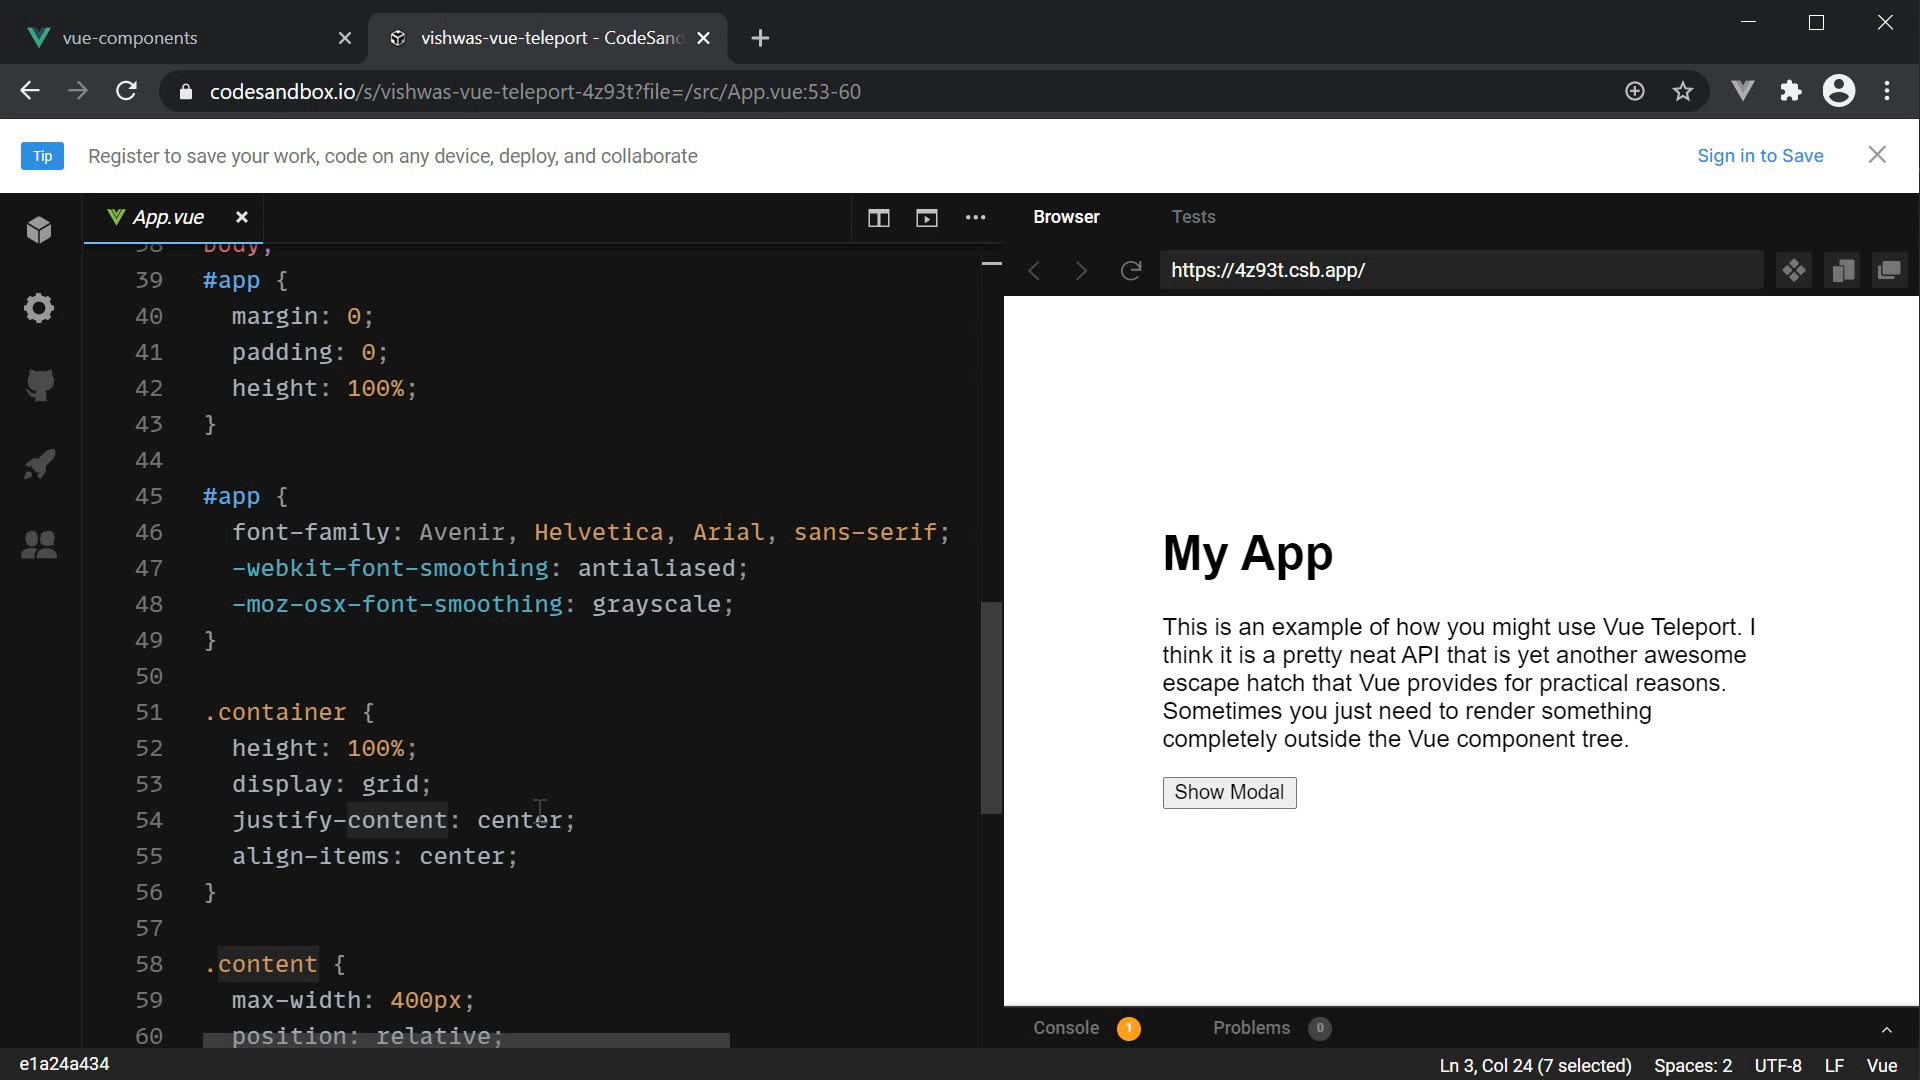 vue-components
vishwas-vue-teleport - CodeSand
codesandbox.io/s/vishwas-vue-teleport-4z93t?file=/src/App.vue:53-60
Tip
Register to save your work, code on any device, deploy, and collaborate
Sign in to Save
App.vue
Browser
Tests
https://4z93t.csb.app/
38 body,
39 #app {
40 margin: 0;
41 padding: 0;
42 height: 100%;
43 }
44
45 #app {
46 font-family: Avenir, Helvetica, Arial, sans-serif;
47 -webkit-font-smoothing: antialiased;
48 -moz-osx-font-smoothing: grayscale;
49 }
50
51 .container {
52 height: 100%;
53 display: grid;
54 justify-content: center;
55 align-items: center;
56 }
57
58 .content {
59 max-width: 400px;
60 position: relative;
My App
This is an example of how you might use Vue Teleport. I
think it is a pretty neat API that is yet another awesome
escape hatch that Vue provides for practical reasons.
Sometimes you just need to render something
completely outside the Vue component tree.
Show Modal
Console 1
Problems 0
e1a24a434
Ln 3, Col 24 (7 selected)
Spaces: 2
UTF-8
LF
Vue